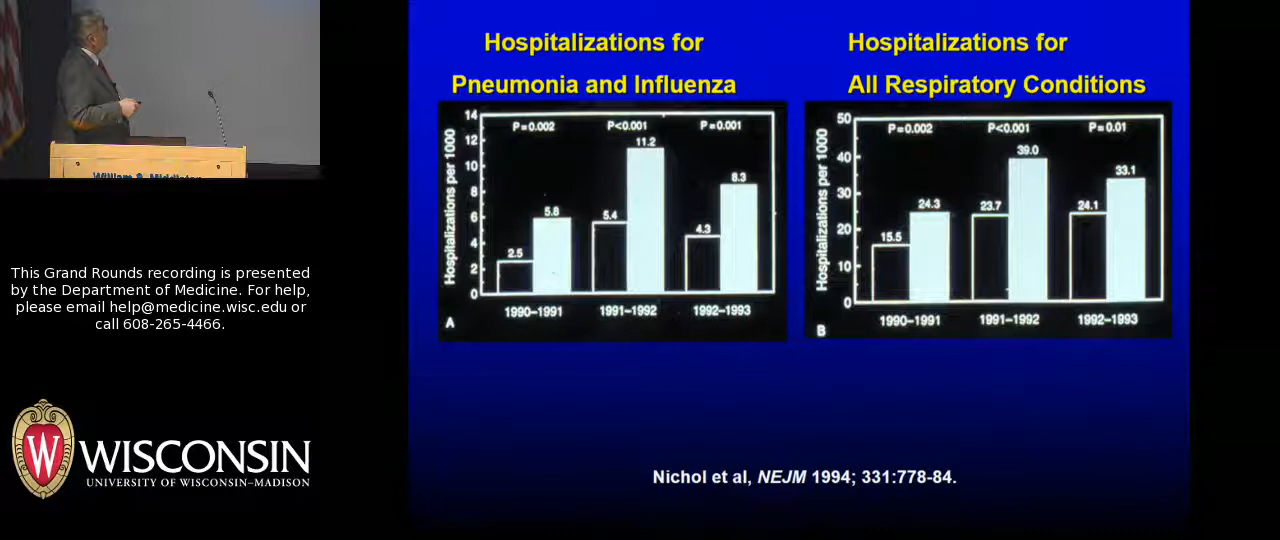 Hospitalizations for
Pneumonia and Influenza
Hospitalizations per 1000
14
12
10
8
6
4
2
0
P=0.002
P<0.001
P=0.001
2.5
5.8
5.4
11.2
4.3
8.3
1990–1991
1991–1992
1992–1993
A
Hospitalizations for
All Respiratory Conditions
Hospitalizations per 1000
50
40
30
20
10
0
P=0.002
P<0.001
P=0.01
15.5
24.3
23.7
39.0
24.1
33.1
1990–1991
1991–1992
1992–1993
B
Nichol et al, NEJM 1994; 331:778-84.
This Grand Rounds recording is presented
by the Department of Medicine. For help,
please email help@medicine.wisc.edu or
call 608-265-4466.
W
WISCONSIN
UNIVERSITY OF WISCONSIN–MADISON